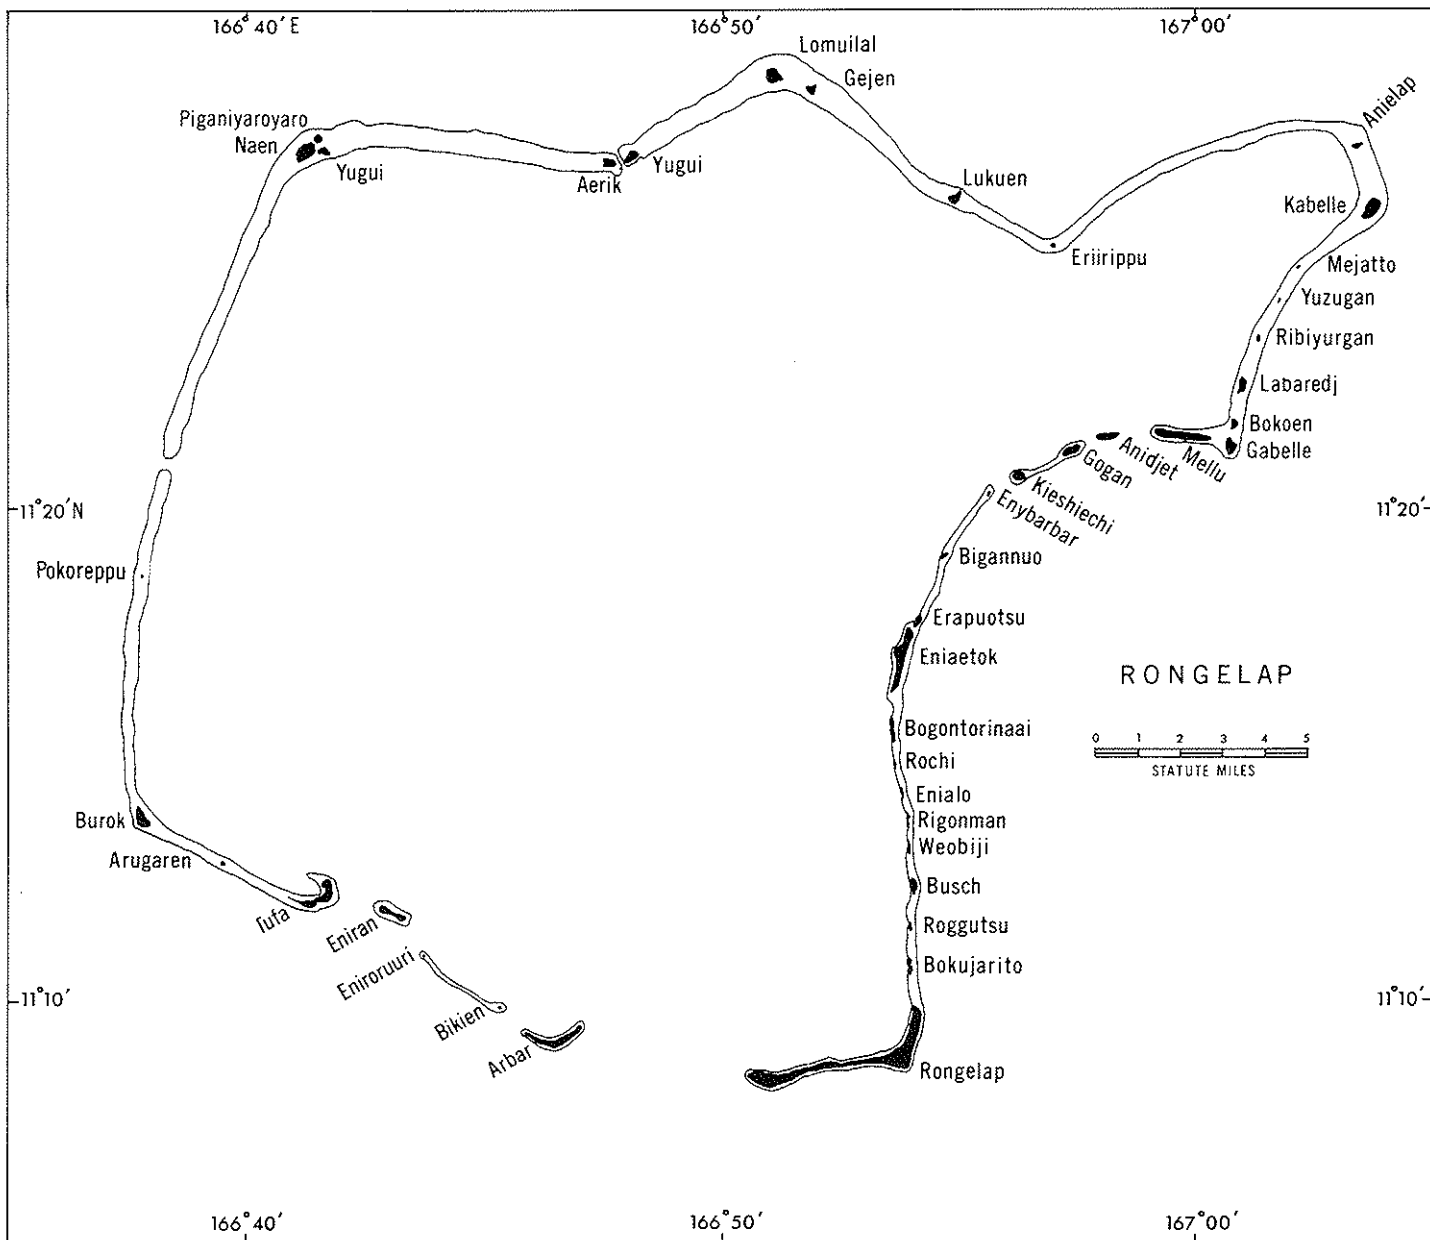 166°40' E
166°50'
167°00'
Lomuilal
Gejen
Anielap
Piganiyaroyaro
Naen
Yugui
Aerik
Yugui
Lukuen
Kabelle
Eriirippu
Mejatto
Yuzugan
Ribiyurgan
Labaredj
Bokoen
Gabelle
Mellu
Anidjet
Gogan
Kieshiechi
Enybarbar
11°20' N
11°20'
Bigannuo
Pokoreppu
Erapuotsu
Eniaetok
RONGELAP
0 1 2 3 4 5
STATUTE MILES
Bogontorinaai
Rochi
Enialo
Rigonman
Weobiji
Burok
Arugaren
Busch
Tufa
Eniran
Roggutsu
Eniroruuri
Bokujarito
11°10'
11°10'
Bikien
Arbar
Rongelap
166°40'
166°50'
167°00'